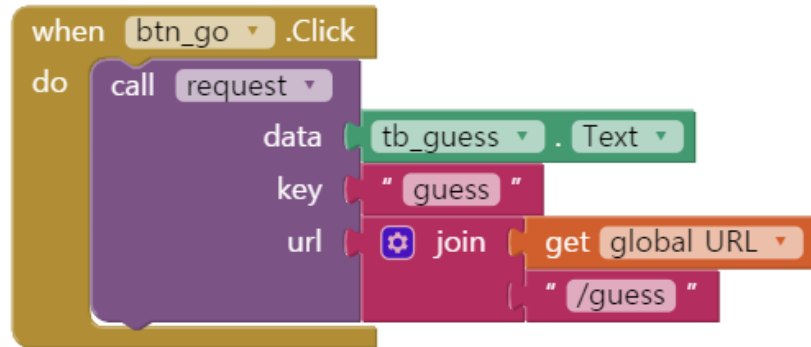 when btn_go .Click
do call request
data tb_guess . Text
key " guess "
url join get global URL
" /guess "